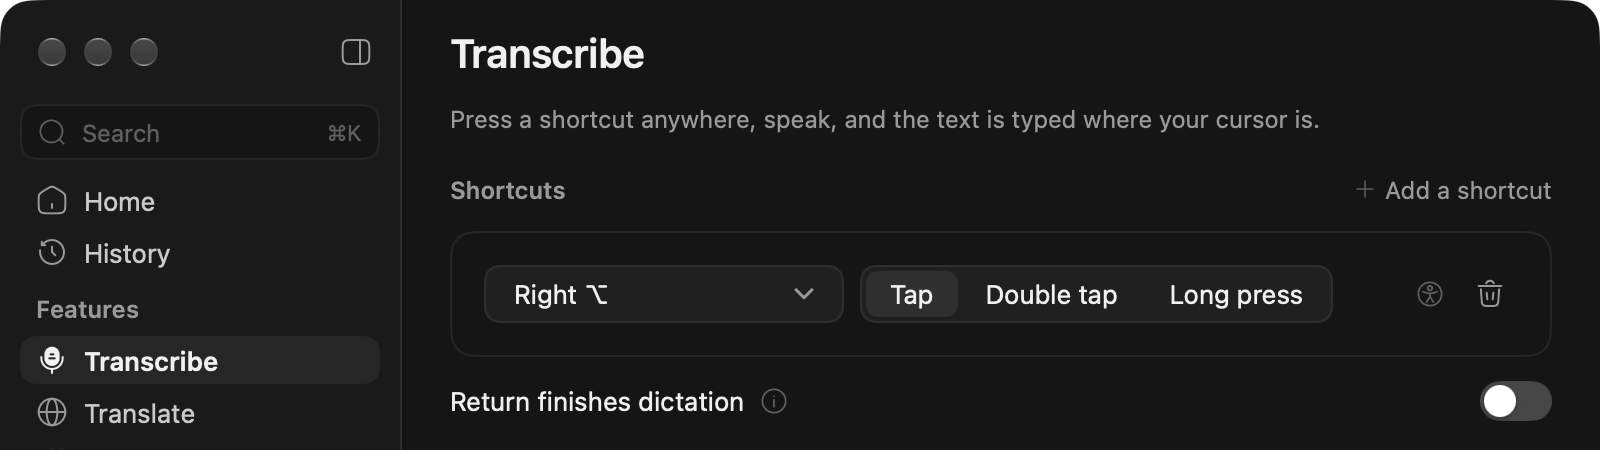 Search ⌘K
Home
History
Features
Transcribe
Translate
Transcribe
Press a shortcut anywhere, speak, and the text is typed where your cursor is.
Shortcuts
+ Add a shortcut
Right ⌥
Tap
Double tap
Long press
Return finishes dictation